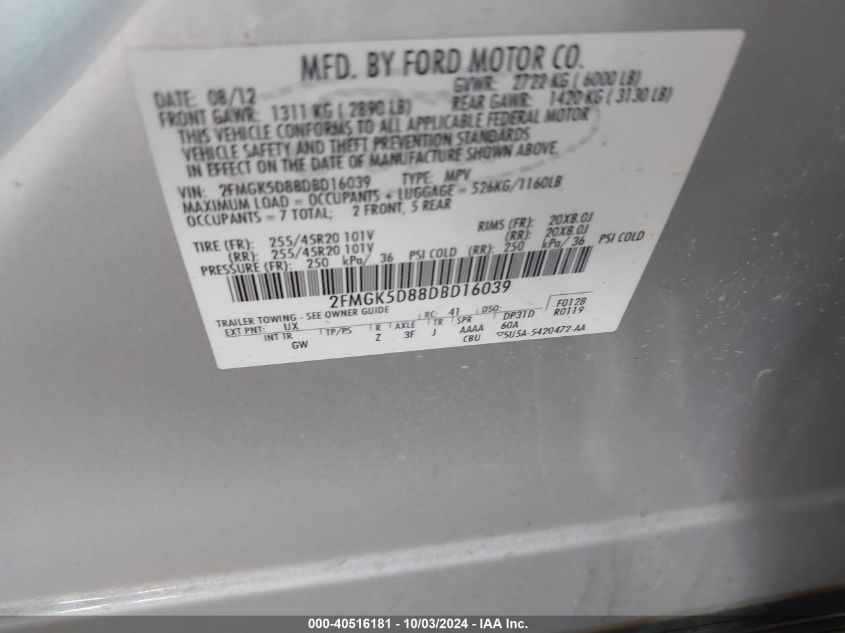 MFD. BY FORD MOTOR CO.
DATE: 08/12 GVWR: 2722 KG ( 6000 LB)
FRONT GAWR: 1311 KG ( 2890 LB) REAR GAWR: 1420 KG ( 3130 LB)
THIS VEHICLE CONFORMS TO ALL APPLICABLE FEDERAL MOTOR
VEHICLE SAFETY AND THEFT PREVENTION STANDARDS
IN EFFECT ON THE DATE OF MANUFACTURE SHOWN ABOVE.
VIN: 2FMGK5D88DBD16039 TYPE: MPV
MAXIMUM LOAD = OCCUPANTS + LUGGAGE = 526KG/1160LB
OCCUPANTS = 7 TOTAL; 2 FRONT, 5 REAR
TIRE (FR): 255/45R20 101V RIMS (FR): 20X8.0J
(RR): 255/45R20 101V (RR): 20X8.0J
PRESSURE (FR): 250 kPa/ 36 PSI COLD (RR): 250 kPa/ 36 PSI COLD
2FMGK5D88DBD16039
TRAILER TOWING - SEE OWNER GUIDE RC: 41 DSO: F0128
EXT PNT: UX TP/PS R AXLE TR SPR DP31D R0119
INT TR GW Z 3F J AAAA 60A
CBU 5U5A-5420472-AA
000-40516181 - 10/03/2024 - IAA Inc.